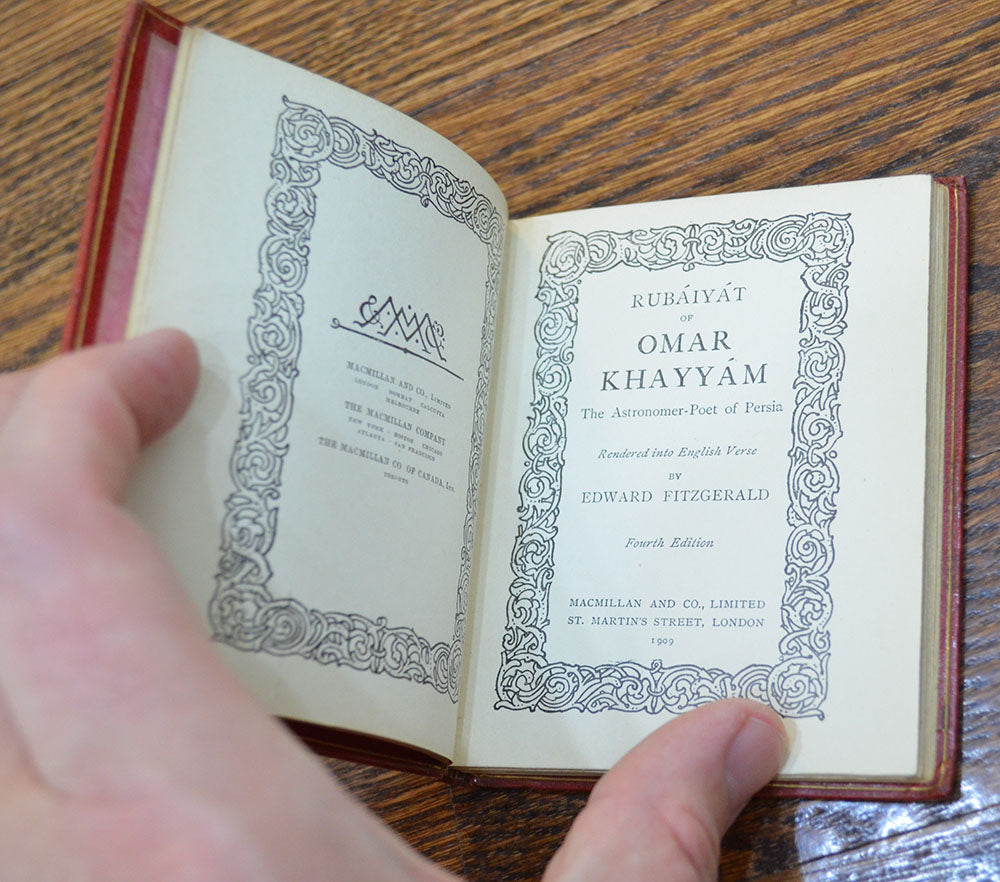 MACMILLAN AND CO., LIMITED
LONDON · BOMBAY · CALCUTTA
MELBOURNE
THE MACMILLAN COMPANY
NEW YORK · BOSTON · CHICAGO
ATLANTA · SAN FRANCISCO
THE MACMILLAN CO. OF CANADA, LTD.
TORONTO
RUBÁIYÁT
OF
OMAR
KHAYYÁM
The Astronomer-Poet of Persia
Rendered into English Verse
BY
EDWARD FITZGERALD
Fourth Edition
MACMILLAN AND CO., LIMITED
ST. MARTIN'S STREET, LONDON
1909